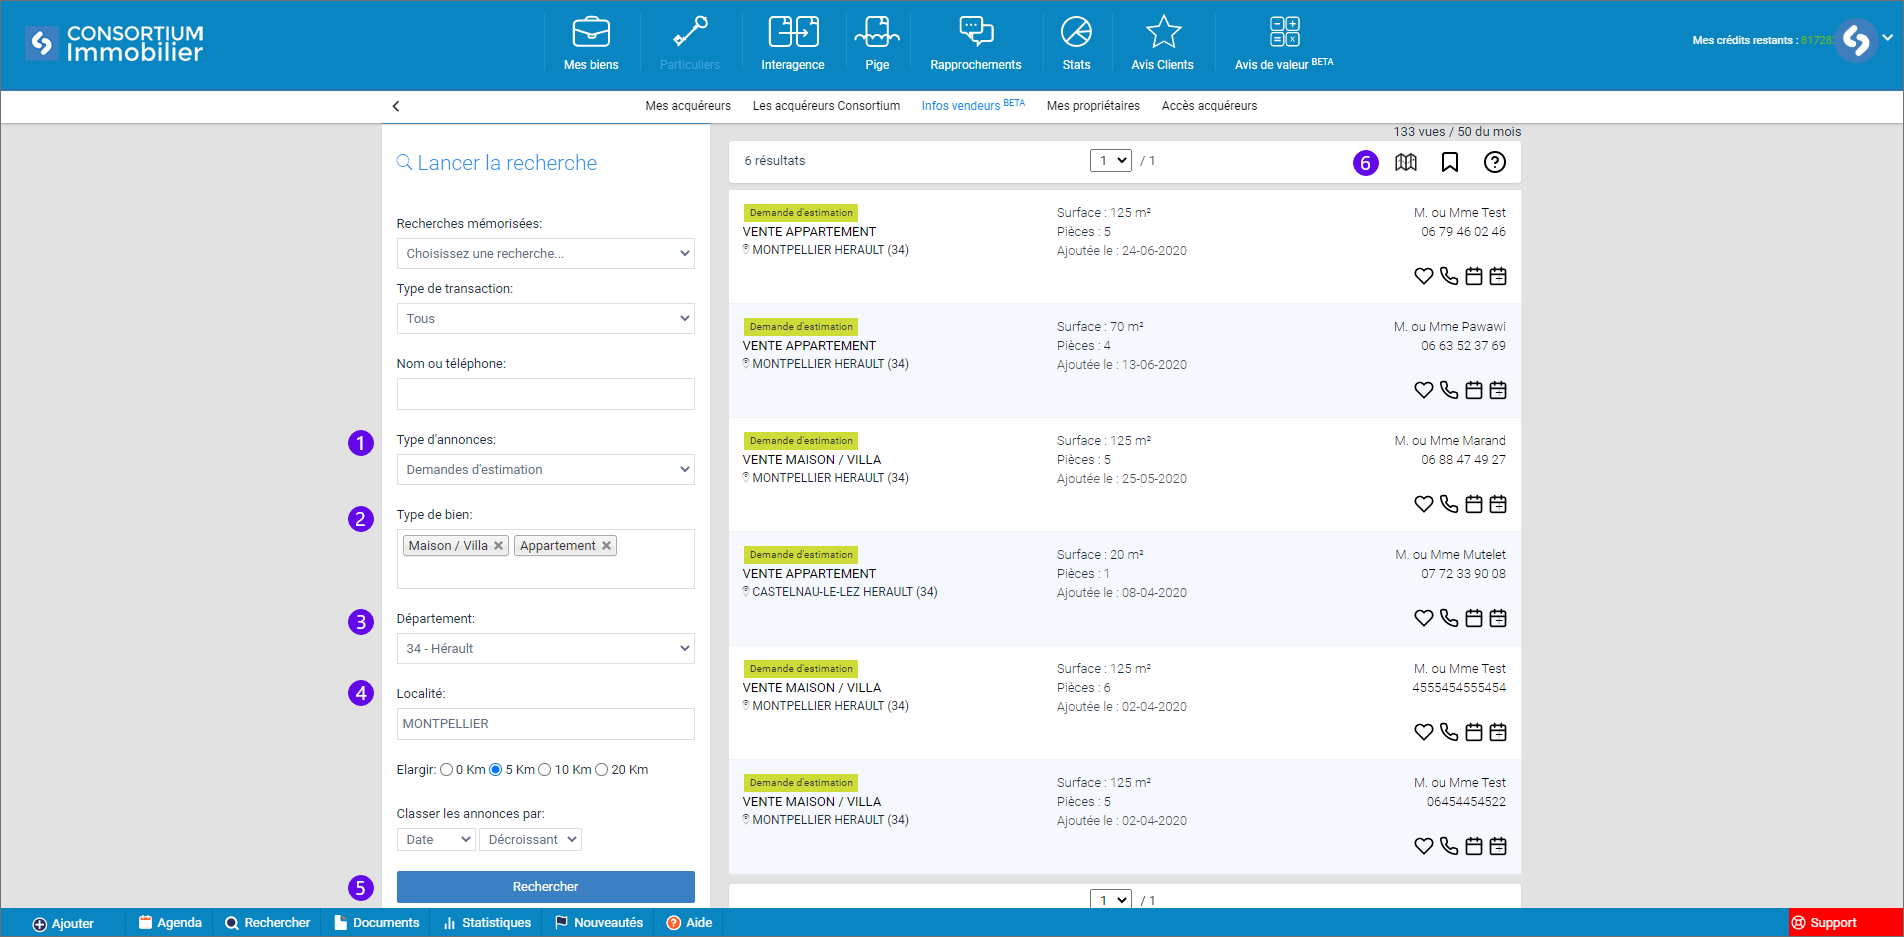 CONSORTIUM
Immobilier
Mes biens
Particuliers
Interagence
Pige
Rapprochements
Stats
Avis Clients
Avis de valeur BETA
Mes crédits restants : 81728
Mes acquéreurs
Les acquéreurs Consortium
Infos vendeurs BETA
Mes propriétaires
Accès acquéreurs
133 vues / 50 du mois
Lancer la recherche
Recherches mémorisées:
Choisissez une recherche...
Type de transaction:
Tous
Nom ou téléphone:
1
Type d'annonces:
Demandes d'estimation
2
Type de bien:
Maison / Villa ✕ Appartement ✕
3
Département:
34 - Hérault
4
Localité:
MONTPELLIER
Elargir: 0 Km 5 Km 10 Km 20 Km
Classer les annonces par:
Date Décroissant
5
Rechercher
6 résultats
1 / 1
6
Demande d'estimation
VENTE APPARTEMENT
MONTPELLIER HERAULT (34)
Surface : 125 m²
Pièces : 5
Ajoutée le : 24-06-2020
M. ou Mme Test
06 79 46 02 46
Demande d'estimation
VENTE APPARTEMENT
MONTPELLIER HERAULT (34)
Surface : 70 m²
Pièces : 4
Ajoutée le : 13-06-2020
M. ou Mme Pawawi
06 63 52 37 69
Demande d'estimation
VENTE MAISON / VILLA
MONTPELLIER HERAULT (34)
Surface : 125 m²
Pièces : 5
Ajoutée le : 25-05-2020
M. ou Mme Marand
06 88 47 49 27
Demande d'estimation
VENTE APPARTEMENT
CASTELNAU-LE-LEZ HERAULT (34)
Surface : 20 m²
Pièces : 1
Ajoutée le : 08-04-2020
M. ou Mme Mutelet
07 72 33 90 08
Demande d'estimation
VENTE MAISON / VILLA
MONTPELLIER HERAULT (34)
Surface : 125 m²
Pièces : 6
Ajoutée le : 02-04-2020
M. ou Mme Test
4555454555454
Demande d'estimation
VENTE MAISON / VILLA
MONTPELLIER HERAULT (34)
Surface : 125 m²
Pièces : 5
Ajoutée le : 02-04-2020
M. ou Mme Test
06454454522
1 / 1
Ajouter
Agenda
Rechercher
Documents
Statistiques
Nouveautés
Aide
Support